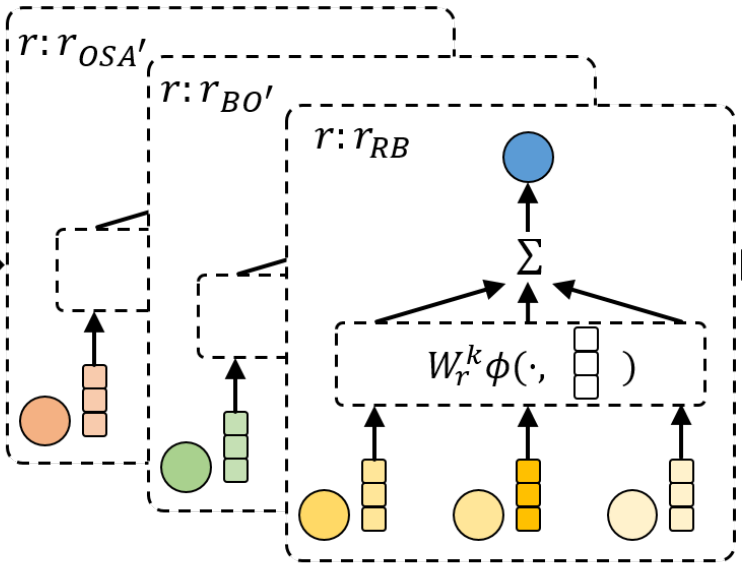 r: r_{OSA'}
r: r_{BO'}
r: r_{RB}
Σ
W_r^k ϕ(·, )